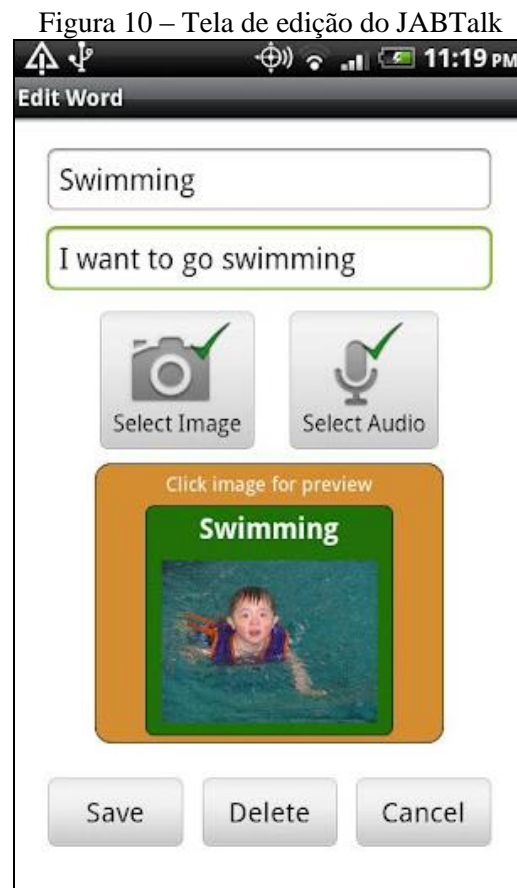 Figura 10 – Tela de edição do JABTalk
11:19 PM
Edit Word
Swimming
I want to go swimming
Select Image Select Audio
Click image for preview
Swimming
Save Delete Cancel